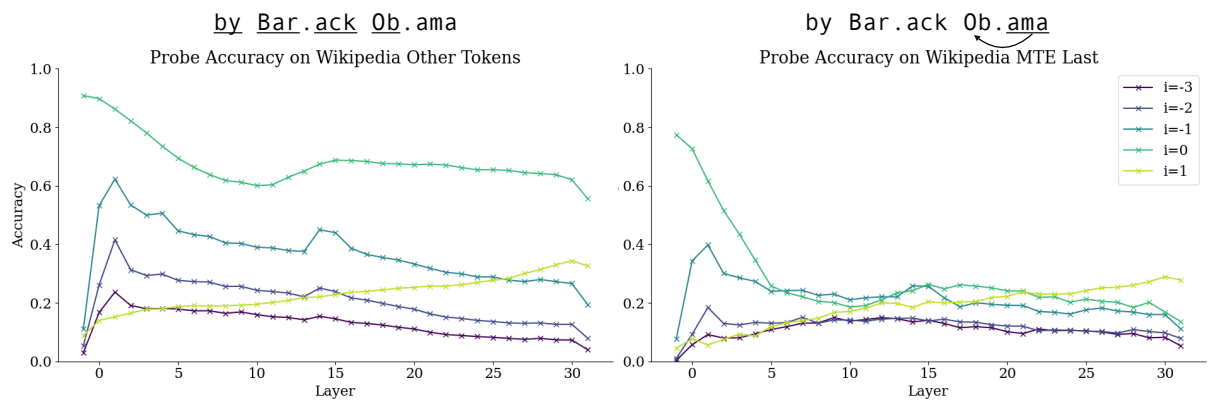 by Bar.ack Ob.ama
Probe Accuracy on Wikipedia Other Tokens
1.0
0.8
0.6
0.4
0.2
0.0
Accuracy
0
5
10
15
20
25
30
Layer
by Bar.ack Ob.ama
Probe Accuracy on Wikipedia MTE Last
1.0
0.8
0.6
0.4
0.2
0.0
0
5
10
15
20
25
30
Layer
i=-3
i=-2
i=-1
i=0
i=1